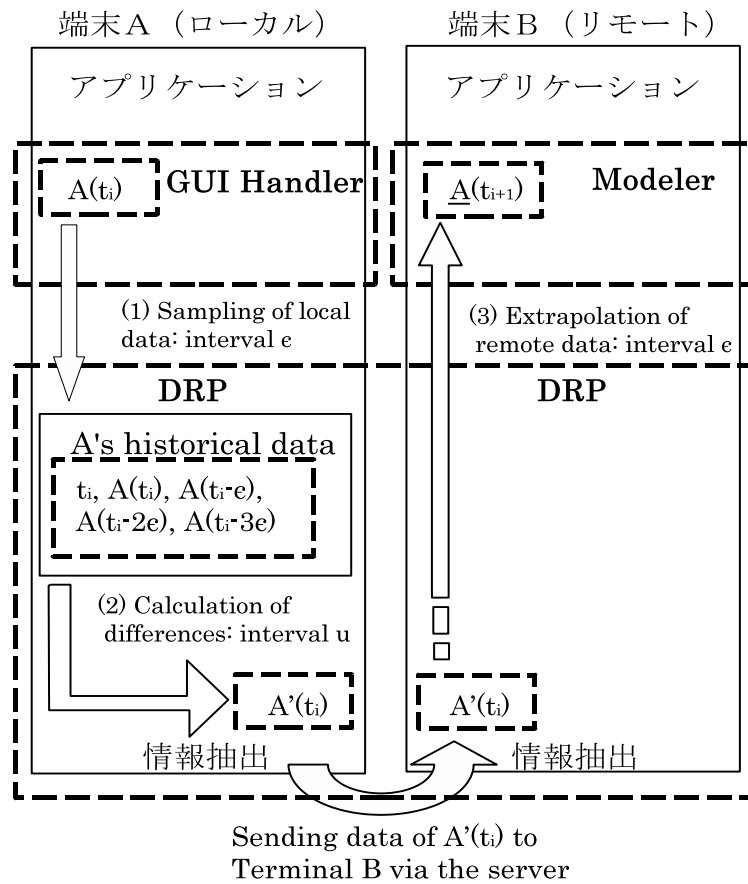 端末A（ローカル）
アプリケーション
A(ti)
GUI Handler
(1) Sampling of local
data: interval є
DRP
A's historical data
ti, A(ti), A(ti-є),
A(ti-2є), A(ti-3є)
(2) Calculation of
differences: interval u
A’(ti)
情報抽出
端末B（リモート）
アプリケーション
A(ti+1)
Modeler
(3) Extrapolation of
remote data: interval є
DRP
A’(ti)
情報抽出
Sending data of A’(ti) to
Terminal B via the server